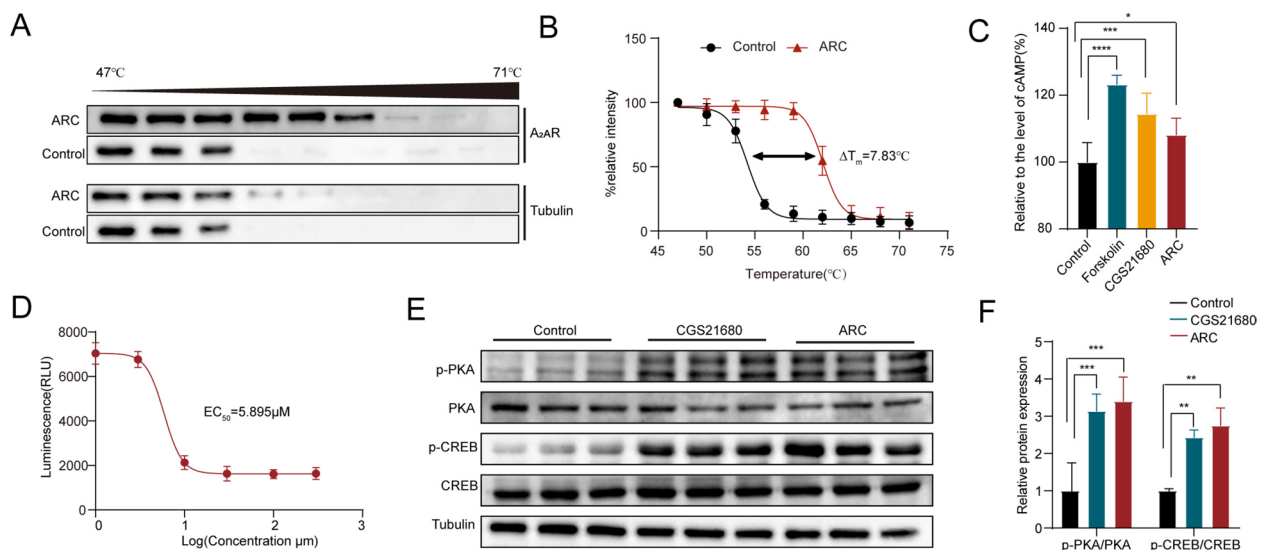 A
47℃
71℃
ARC
Control
A₂AR
ARC
Control
Tubulin
B
Control
ARC
%relative intensity
150
100
50
0
ΔTₘ=7.83℃
45
50
55
60
65
70
75
Temperature(℃)
C
Relative to the level of cAMP(%)
140
120
100
80
*
***
****
Control
Forskolin
CGS21680
ARC
D
Luminescence(RLU)
8000
6000
4000
2000
0
EC₅₀=5.895μM
0
1
2
3
Log(Concentration μm)
E
Control
CGS21680
ARC
p-PKA
PKA
p-CREB
CREB
Tubulin
F
Control
CGS21680
ARC
Relative protein expression
5
4
3
2
1
0
***
***
**
**
p-PKA/PKA
p-CREB/CREB